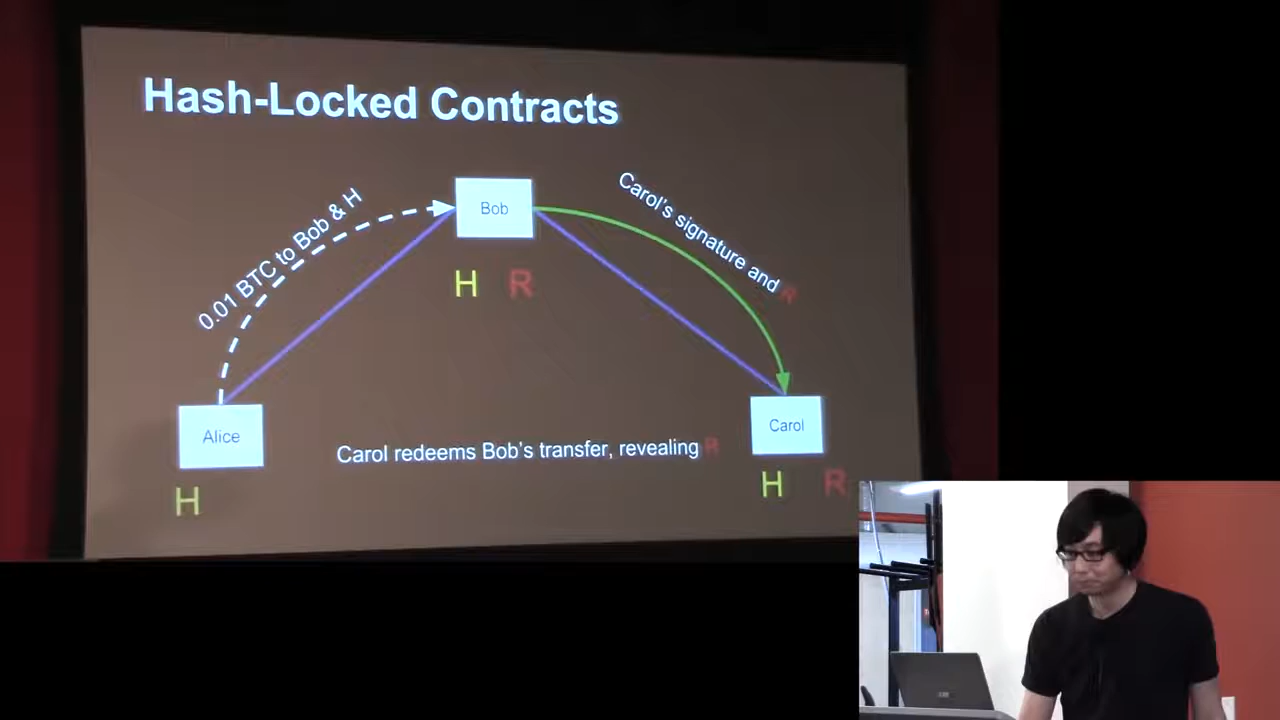 Hash-Locked Contracts
0.01 BTC to Bob & H
Bob
Carol's signature and R
H R
Alice
Carol
Carol redeems Bob's transfer, revealing R
H
H R